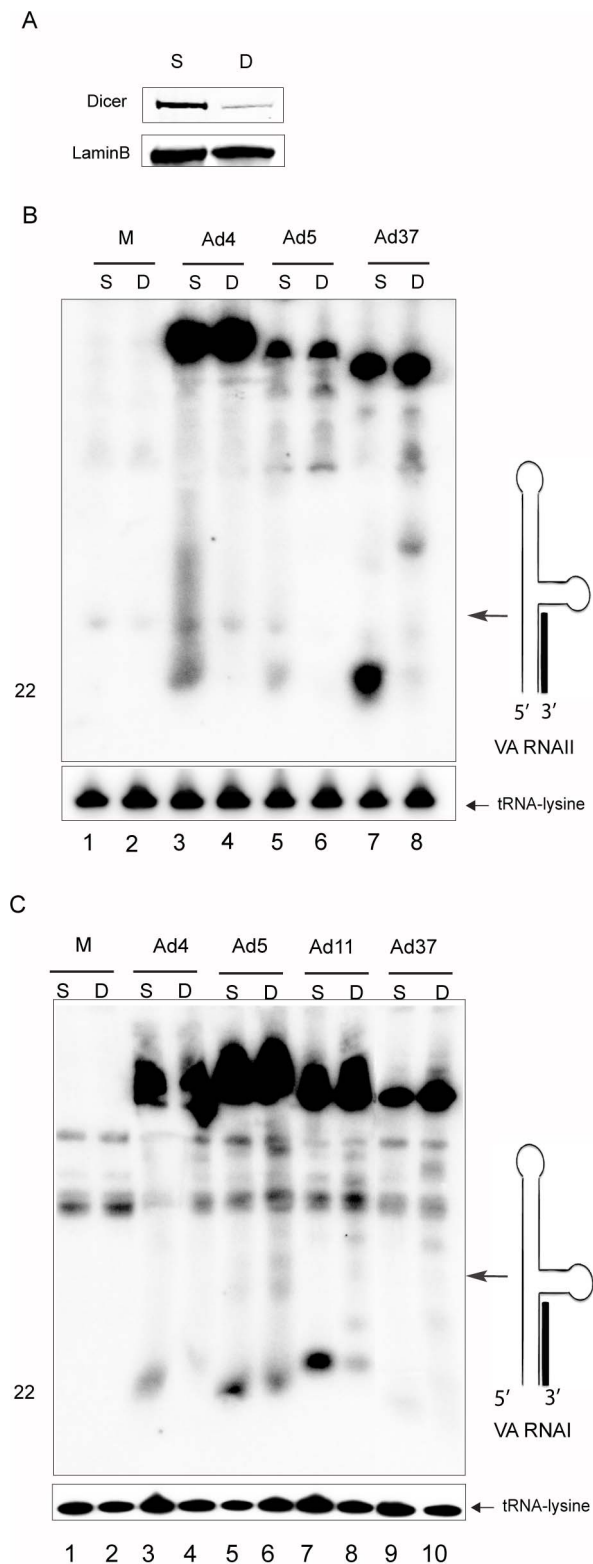 A
S D
Dicer
LaminB
B
M Ad4 Ad5 Ad37
S D S D S D S D
22
5' 3'
VA RNAII
tRNA-lysine
1 2 3 4 5 6 7 8
C
M Ad4 Ad5 Ad11 Ad37
S D S D S D S D S D
22
5' 3'
VA RNAI
tRNA-lysine
1 2 3 4 5 6 7 8 9 10